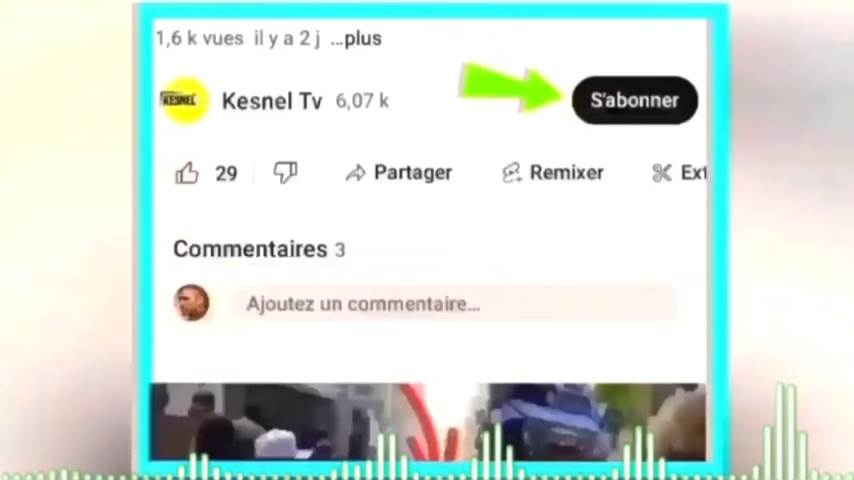 1,6 k vues il y a 2 j ...plus
KESNEL
Kesnel Tv 6,07 k
S'abonner
29
Partager
Remixer
Ext
Commentaires 3
Ajoutez un commentaire...